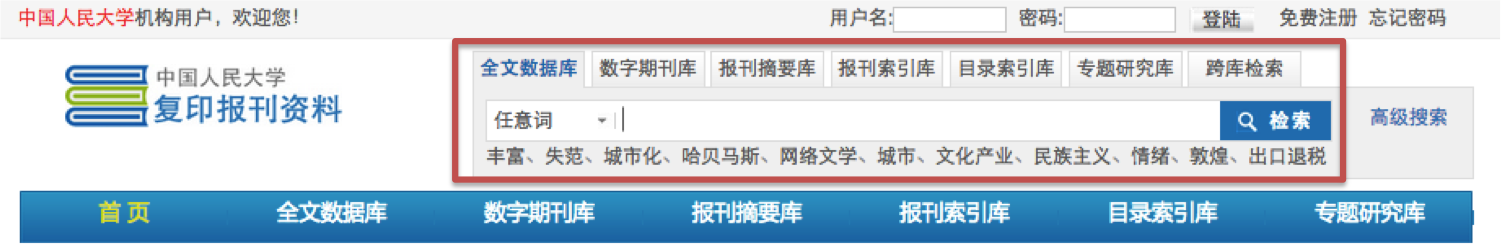 中国人民大学机构用户，欢迎您！ 用户名: 密码: 登陆 免费注册 忘记密码
中国人民大学
复印报刊资料
全文数据库 数字期刊库 报刊摘要库 报刊索引库 目录索引库 专题研究库 跨库检索
任意词 检索 高级搜索
丰富、失范、城市化、哈贝马斯、网络文学、城市、文化产业、民族主义、情绪、敦煌、出口退税
首页 全文数据库 数字期刊库 报刊摘要库 报刊索引库 目录索引库 专题研究库